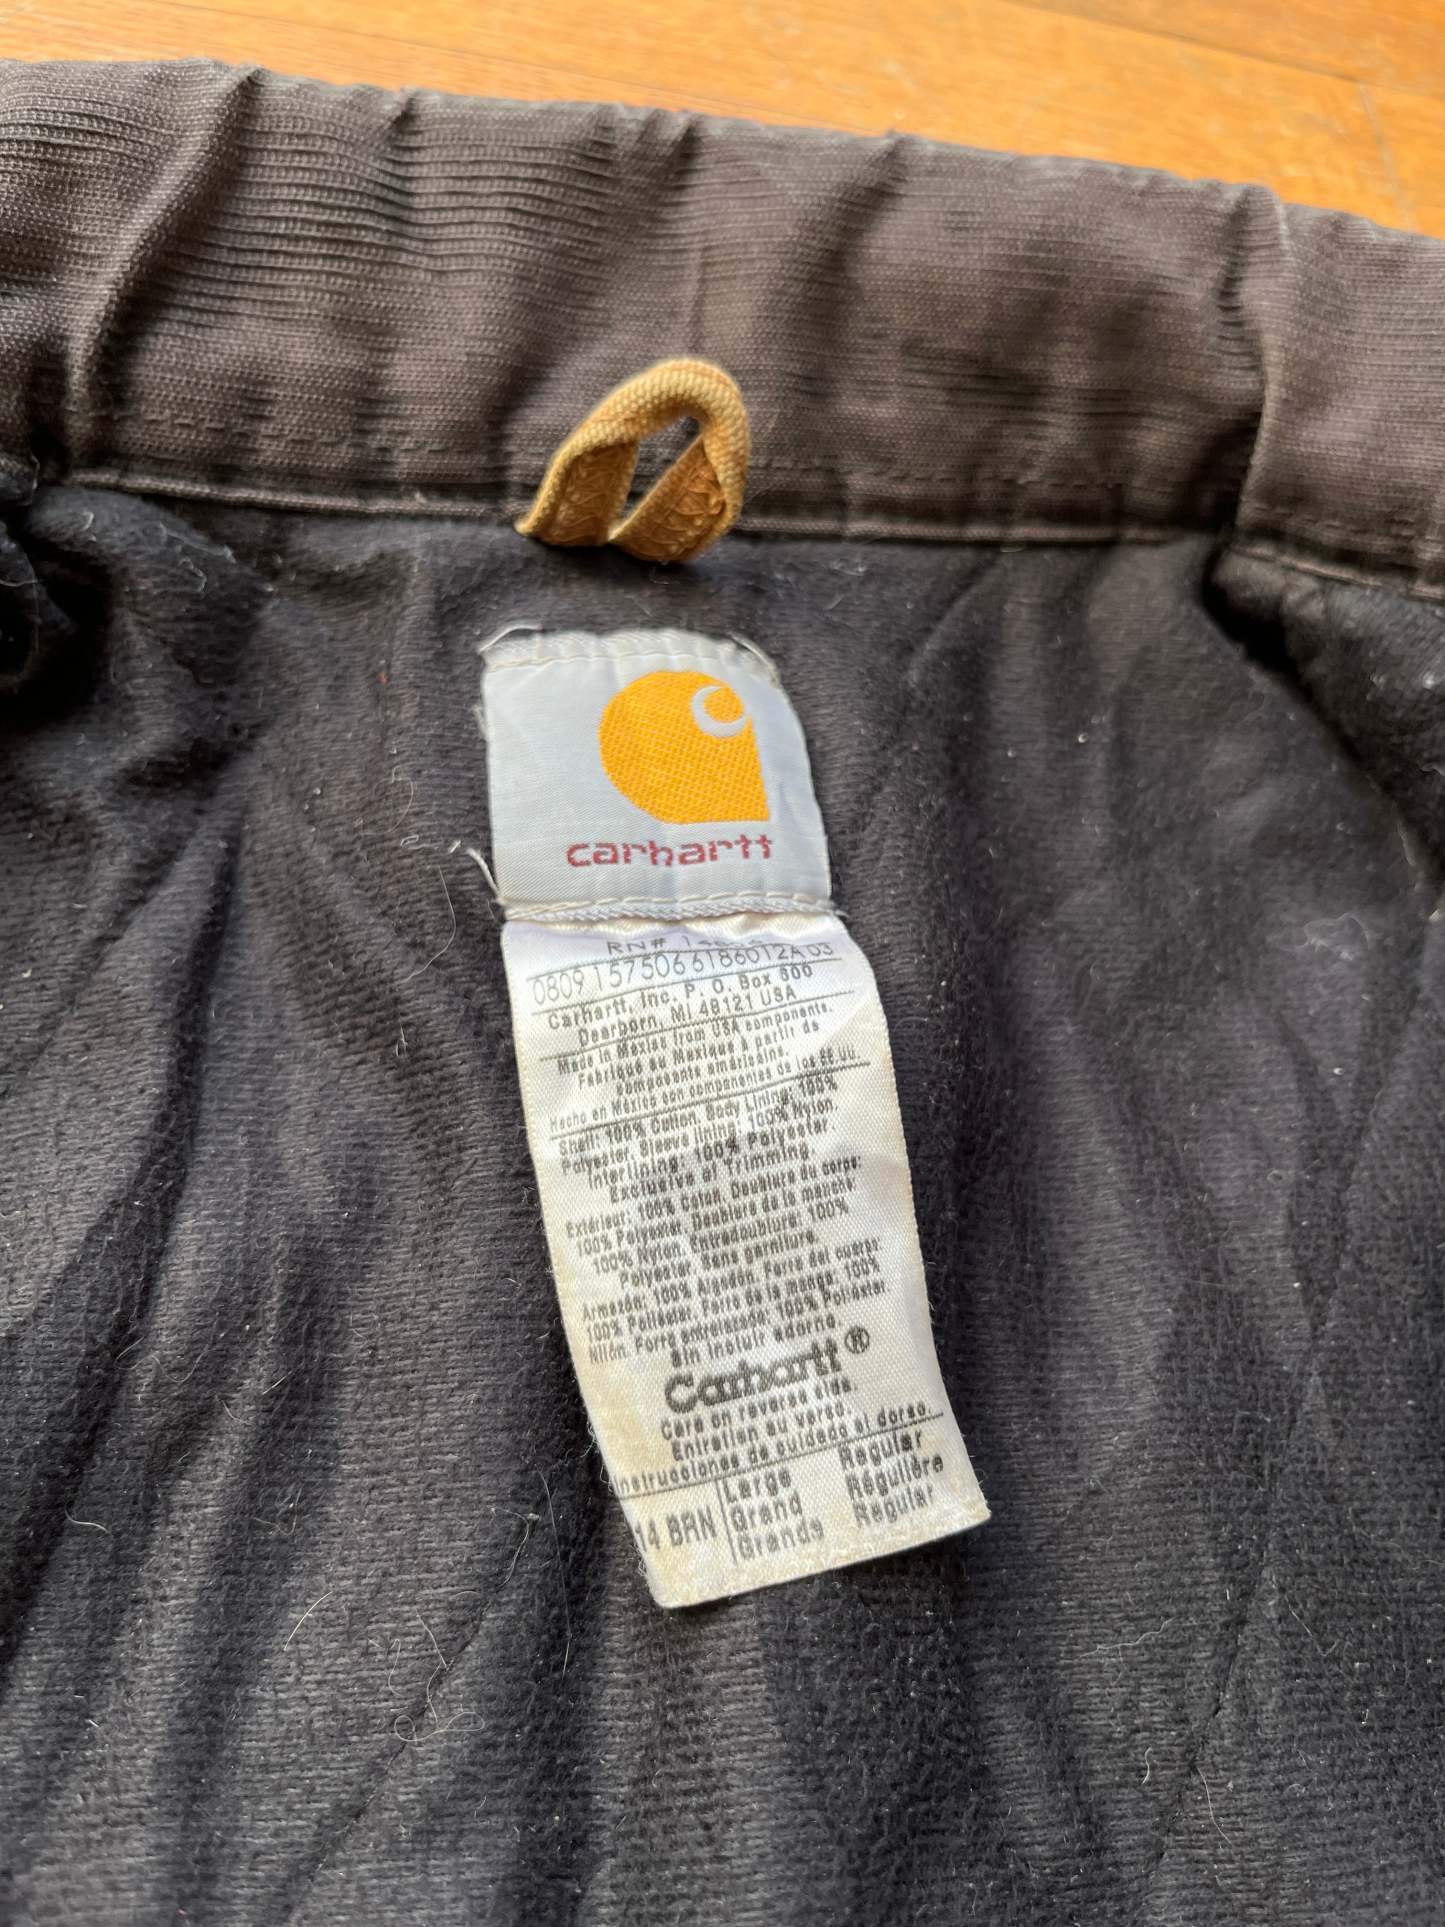 carhartt
RN#
0809 157506 6186012A 03
Carhartt, Inc. P. O. Box 600
Dearborn, MI 48121 USA
Made in Mexico from USA components.
Fabriqué au Mexique à partir de
composants américains.
Hecho en México con componentes de los EE UU
Shell: 100% Cotton. Body Lining: 100%
Polyester. Sleeve lining: 100% Nylon.
Interlining: 100% Polyester
Exclusive of Trimming.
Extérieur: 100% coton. Doublure du corps:
100% Polyester. Doublure de la manche:
100% Nylon. Intradoublure: 100%
Polyester. Sans garniture.
Armazón: 100% Algodón. Forro del cuerpo:
100% Poliéster. Forro de la manga: 100%
Nilón. Forro entrelazado: 100% Poliéster.
Sin incluir adorno.
Carhartt®
Care on reverse side.
Entretien au verso.
Instrucciones de cuidado al dorso.
14 BRN Large Regular
Grand Régulière
Grande Regular